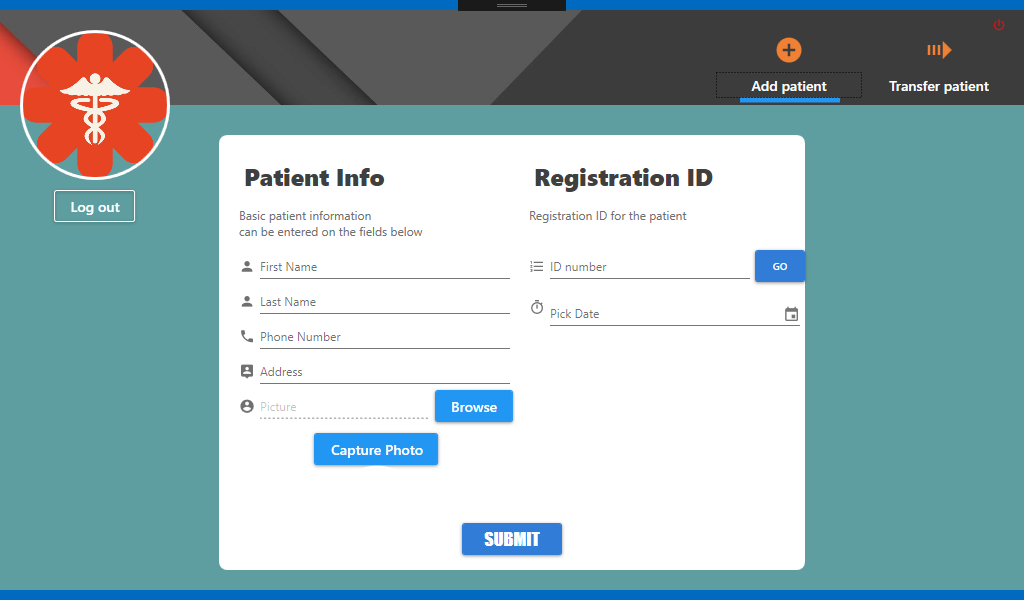 Add patient
Transfer patient
Log out
Patient Info
Basic patient information
can be entered on the fields below
First Name
Last Name
Phone Number
Address
Picture
Browse
Capture Photo
Registration ID
Registration ID for the patient
ID number
GO
Pick Date
SUBMIT